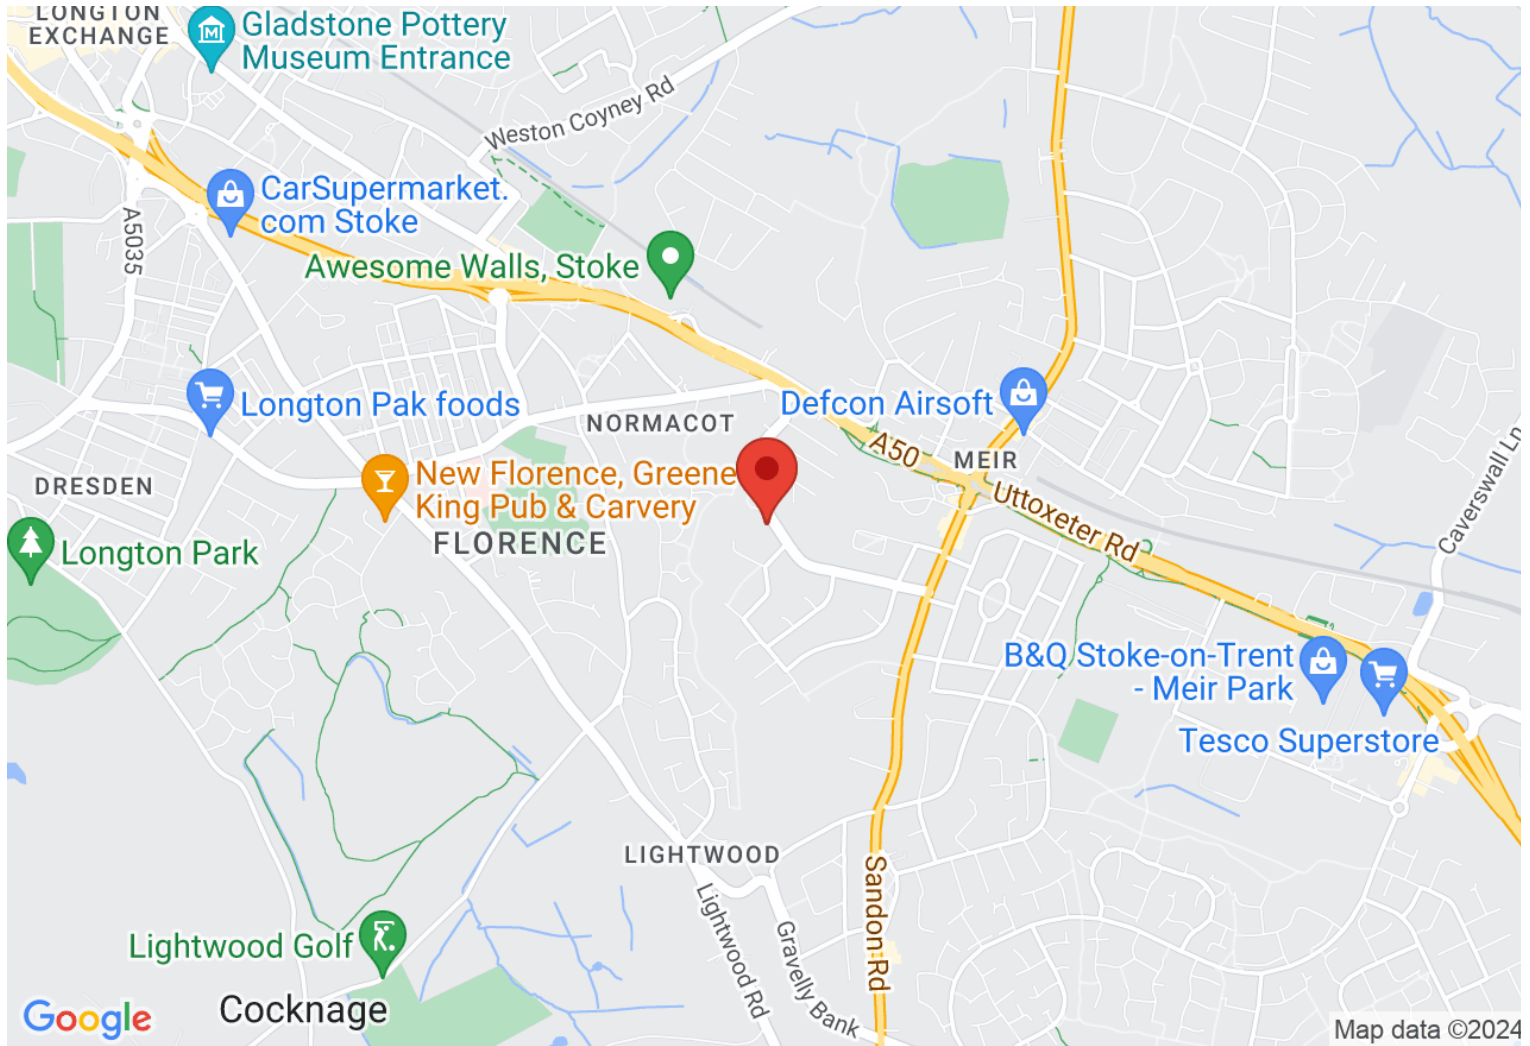 LONGTON
EXCHANGE
Gladstone Pottery
Museum Entrance
Weston Coyney Rd
CarSupermarket.
com Stoke
A5035
Awesome Walls, Stoke
Longton Pak foods
NORMACOT
Defcon Airsoft
A50
MEIR
DRESDEN
New Florence, Greene
King Pub & Carvery
Uttoxeter Rd
Caverswall Ln
FLORENCE
Longton Park
B&Q Stoke-on-Trent
- Meir Park
Tesco Superstore
LIGHTWOOD
Sandon Rd
Lightwood Rd
Gravelly Bank
Lightwood Golf
Cocknage
Google
Map data ©2024